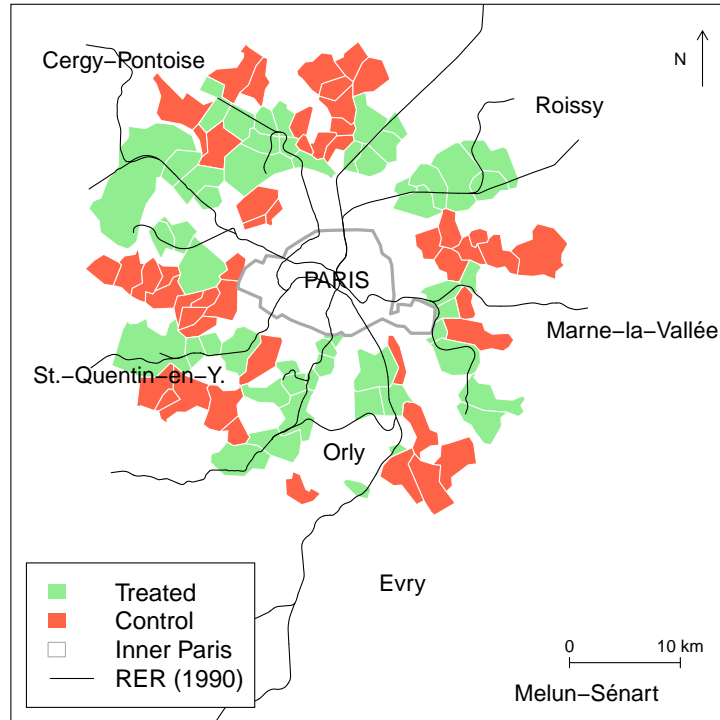 Cergy−Pontoise
N
Roissy
PARIS
Marne−la−Vallée
St.−Quentin−en−Y.
Orly
Evry
Treated
Control
Inner Paris
RER (1990)
0 10 km
Melun−Sénart